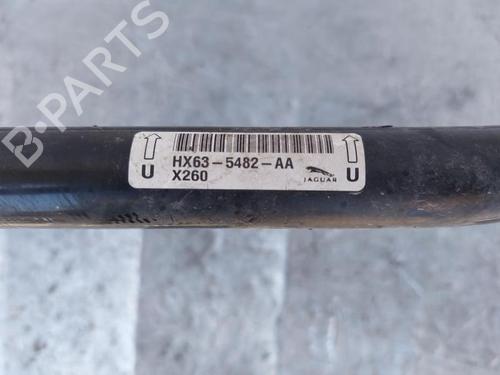 B-PARTS
HX63-5482-AA
X260
JAGUAR
U
U